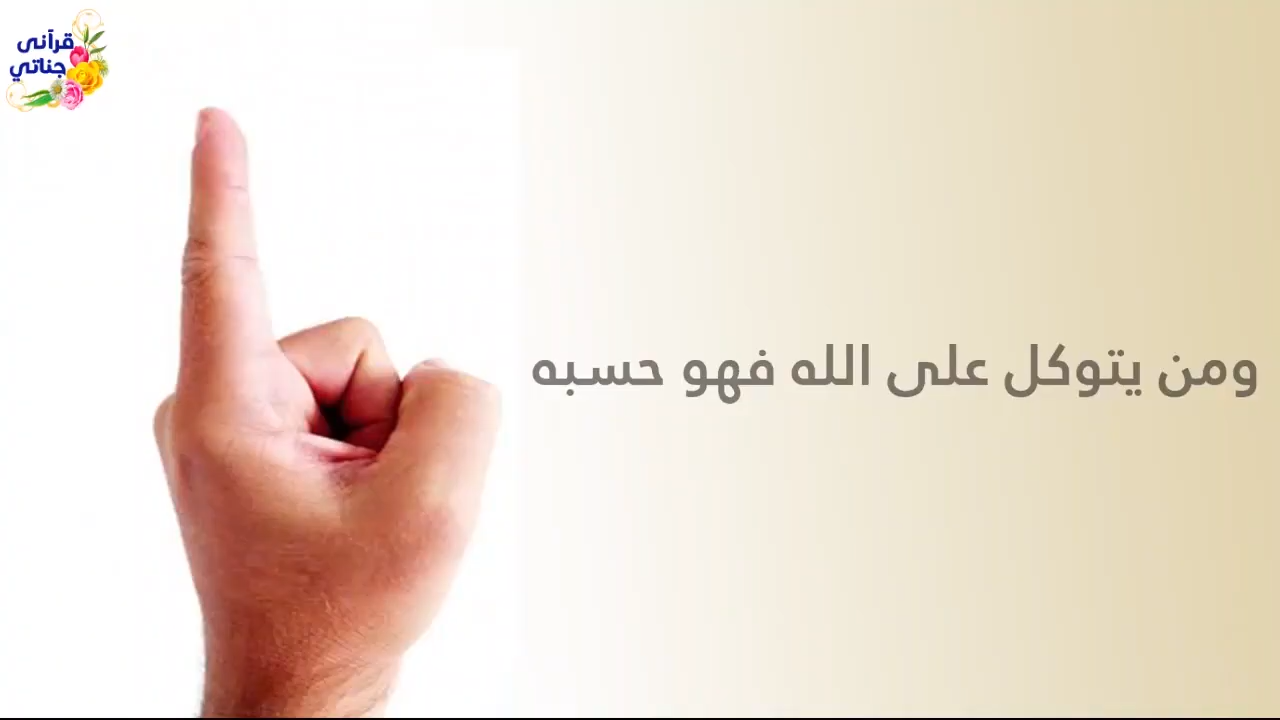 قرآنى
جناتي
ومن يتوكل على الله فهو حسبه